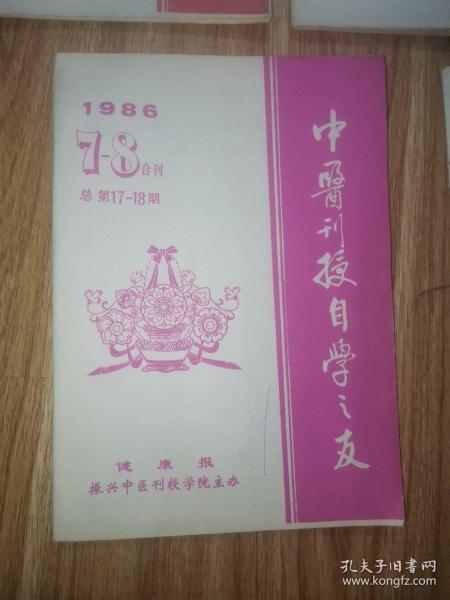 1986
7-8合刊
总 第17-18期
中醫刊授自學之友
健康报
振兴中医刊授学院主办
孔夫子旧书网
www.kongfz.com